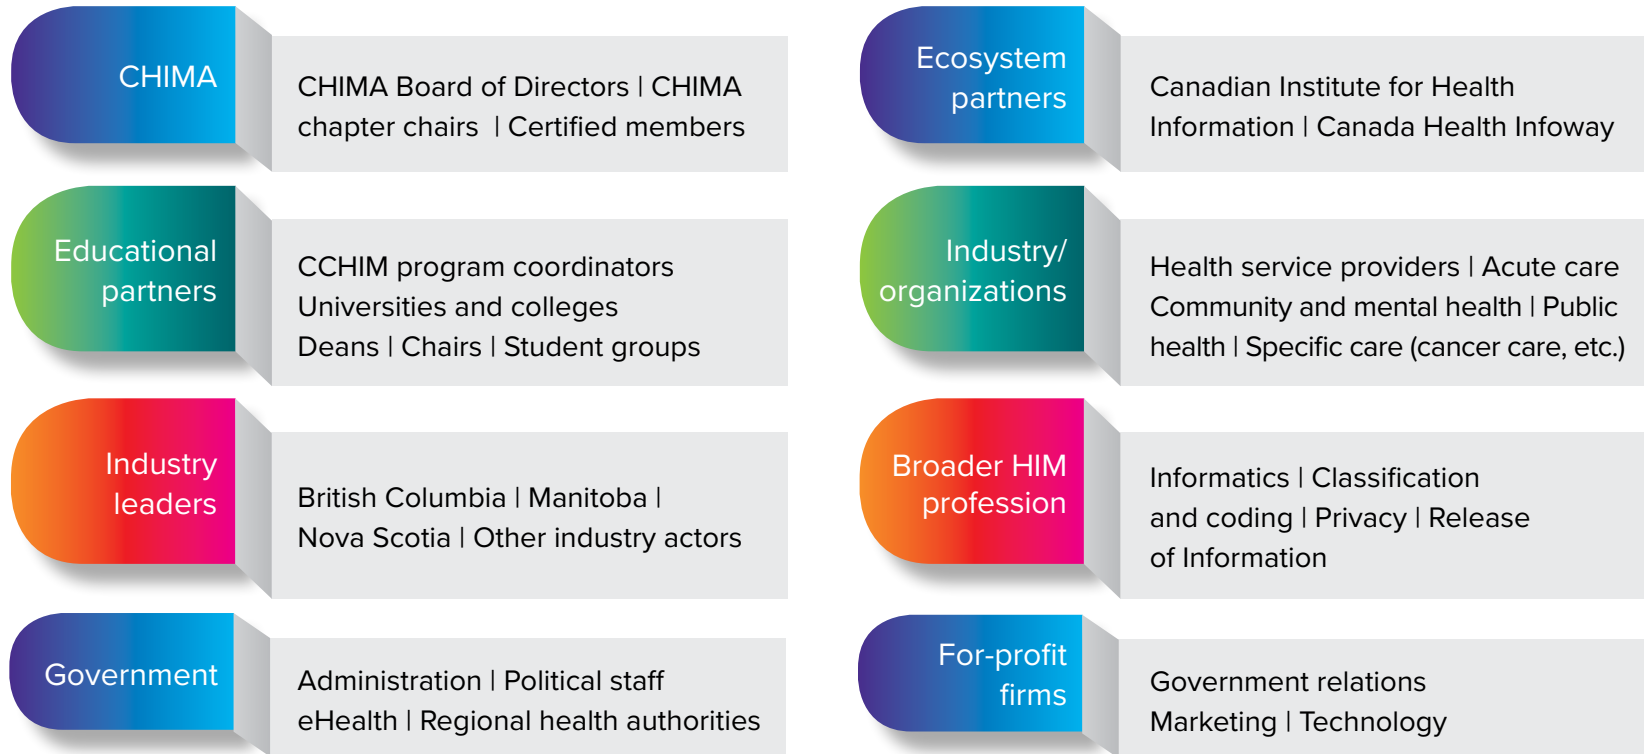 CHIMA
CHIMA Board of Directors | CHIMA
chapter chairs | Certified members
Ecosystem
partners
Canadian Institute for Health
Information | Canada Health Infoway
Educational
partners
CCHIM program coordinators
Universities and colleges
Deans | Chairs | Student groups
Industry/
organizations
Health service providers | Acute care
Community and mental health | Public
health | Specific care (cancer care, etc.)
Industry
leaders
British Columbia | Manitoba |
Nova Scotia | Other industry actors
Broader HIM
profession
Informatics | Classification
and coding | Privacy | Release
of Information
Government
Administration | Political staff
eHealth | Regional health authorities
For-profit
firms
Government relations
Marketing | Technology